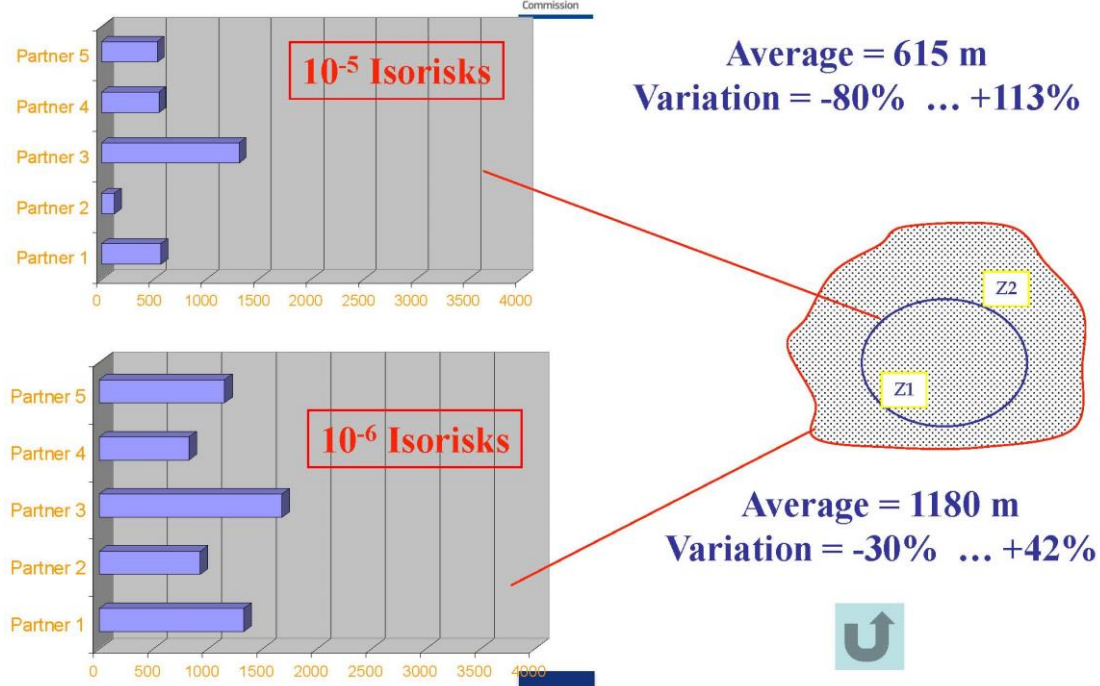 Commission
Partner 5
Partner 4
Partner 3
Partner 2
Partner 1
0 500 1000 1500 2000 2500 3000 3500 4000
10-5 Isorisks
Average = 615 m
Variation = -80% ... +113%
Z2
Z1
Partner 5
Partner 4
Partner 3
Partner 2
Partner 1
0 500 1000 1500 2000 2500 3000 3500 4000
10-6 Isorisks
Average = 1180 m
Variation = -30% ... +42%